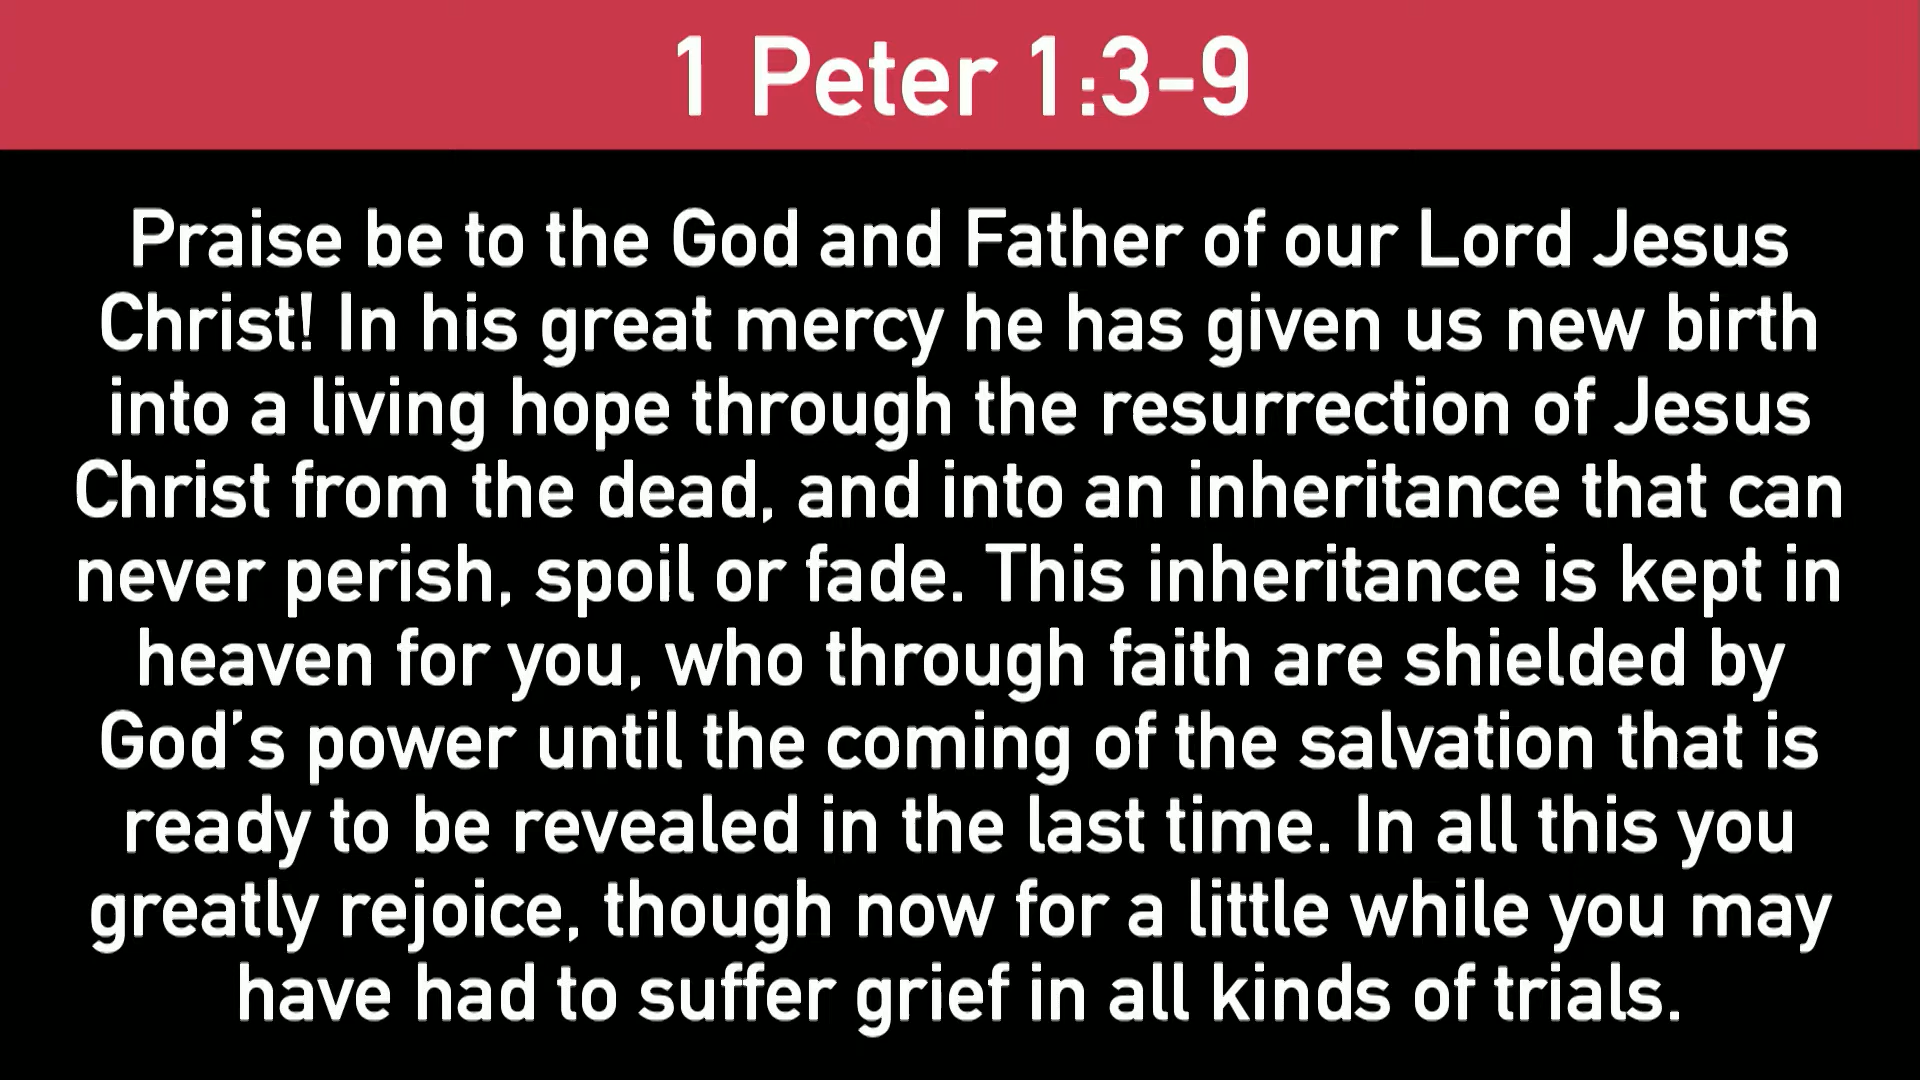 1 Peter 1:3-9
Praise be to the God and Father of our Lord Jesus
Christ! In his great mercy he has given us new birth
into a living hope through the resurrection of Jesus
Christ from the dead, and into an inheritance that can
never perish, spoil or fade. This inheritance is kept in
heaven for you, who through faith are shielded by
God’s power until the coming of the salvation that is
ready to be revealed in the last time. In all this you
greatly rejoice, though now for a little while you may
have had to suffer grief in all kinds of trials.